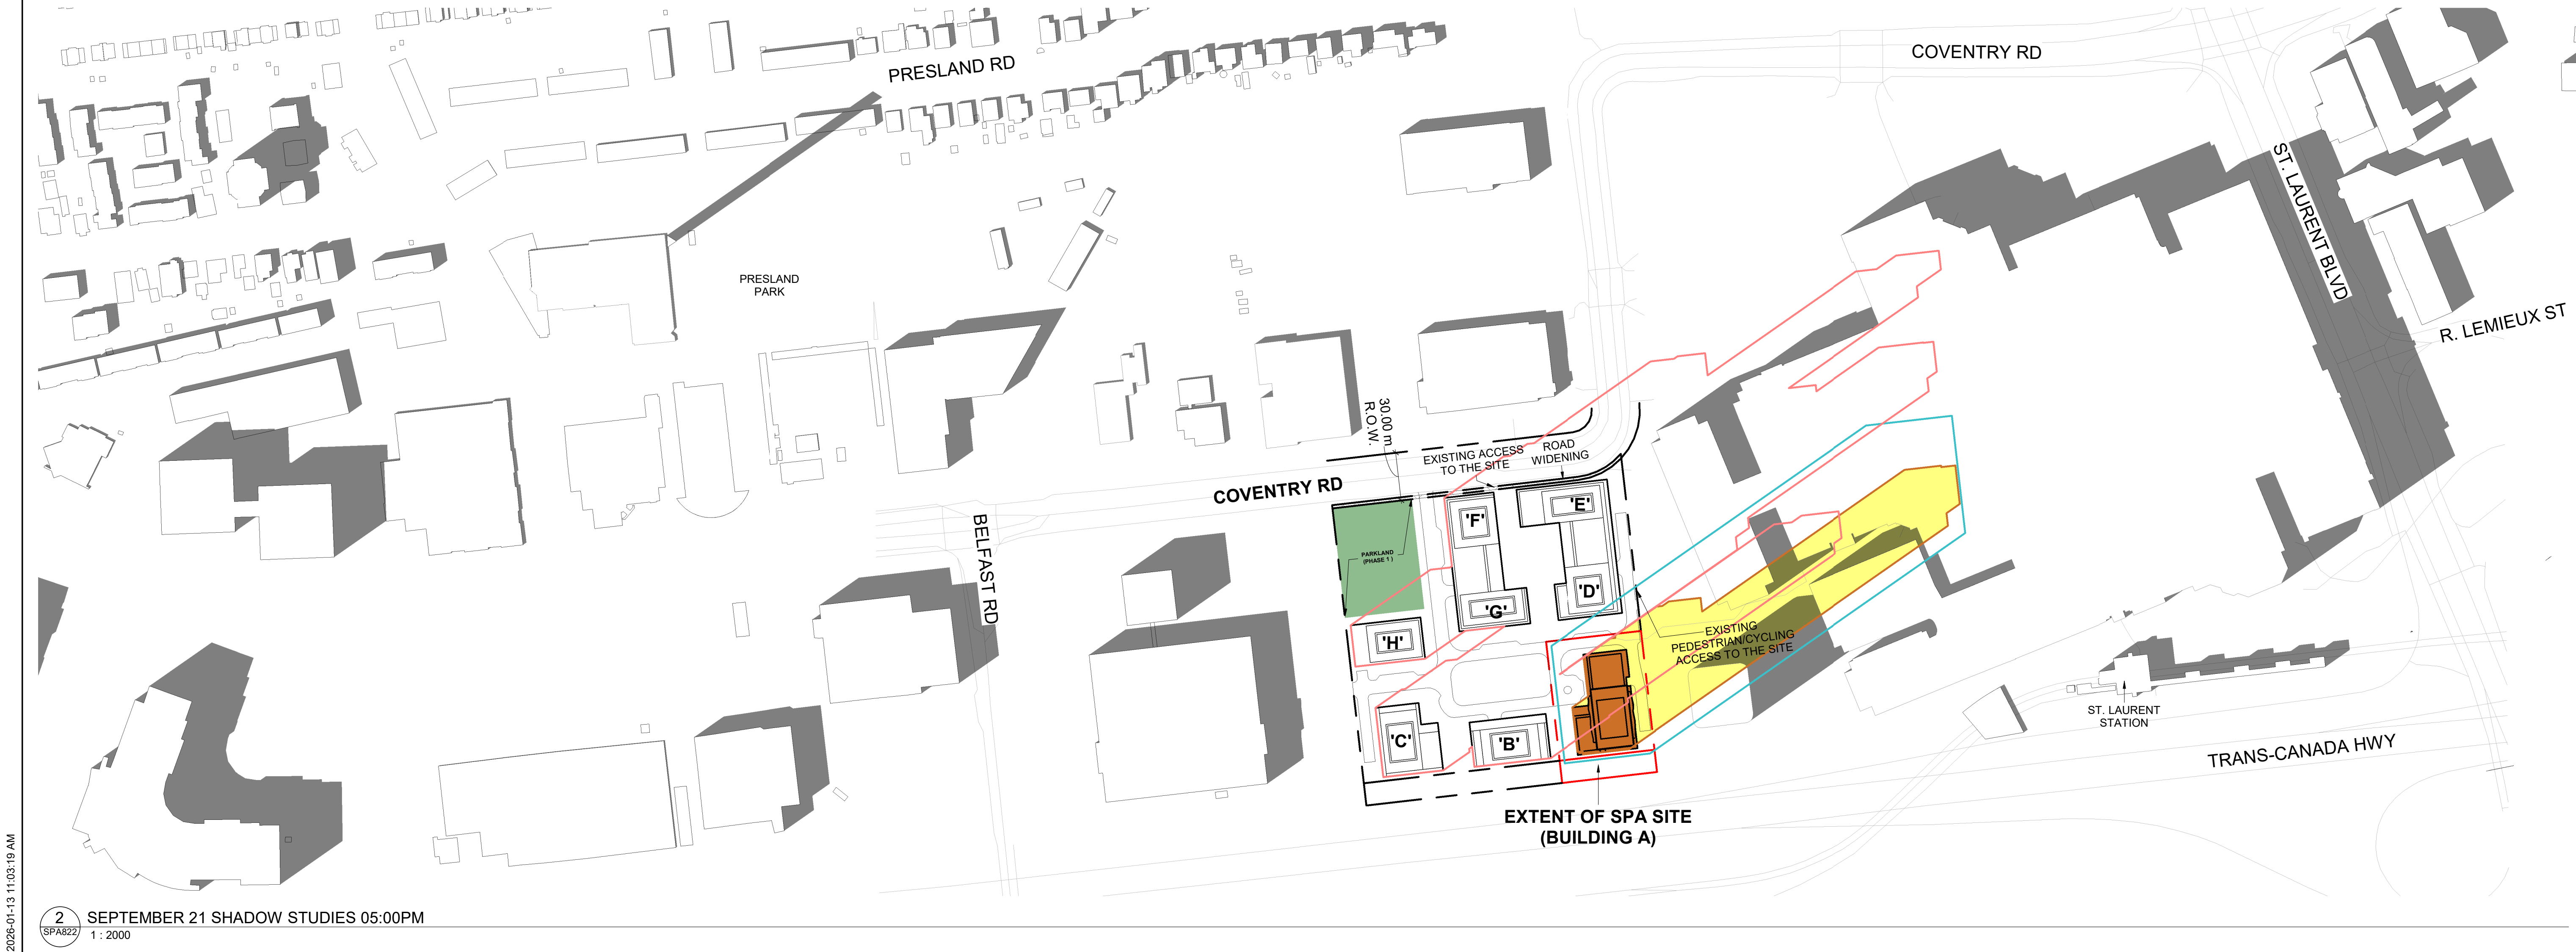 COVENTRY RD
PRESLAND RD
ST. LAURENT BLVD
PRESLAND
PARK
R. LEMIEUX ST
30.000 m
R.O.W.
EXISTING ACCESS
TO THE SITE
ROAD
WIDENING
COVENTRY RD
BELFAST RD
'F'
'E'
PARKLAND
(PHASE 1 )
'D'
'G'
'H'
EXISTING
PEDESTRIAN/CYCLING
ACCESS TO THE SITE
ST. LAURENT
STATION
'C'
'B'
TRANS-CANADA HWY
EXTENT OF SPA SITE
(BUILDING A)
2026-01-13 11:03:19 AM
2
SPA822
SEPTEMBER 21 SHADOW STUDIES 05:00PM
1 : 2000